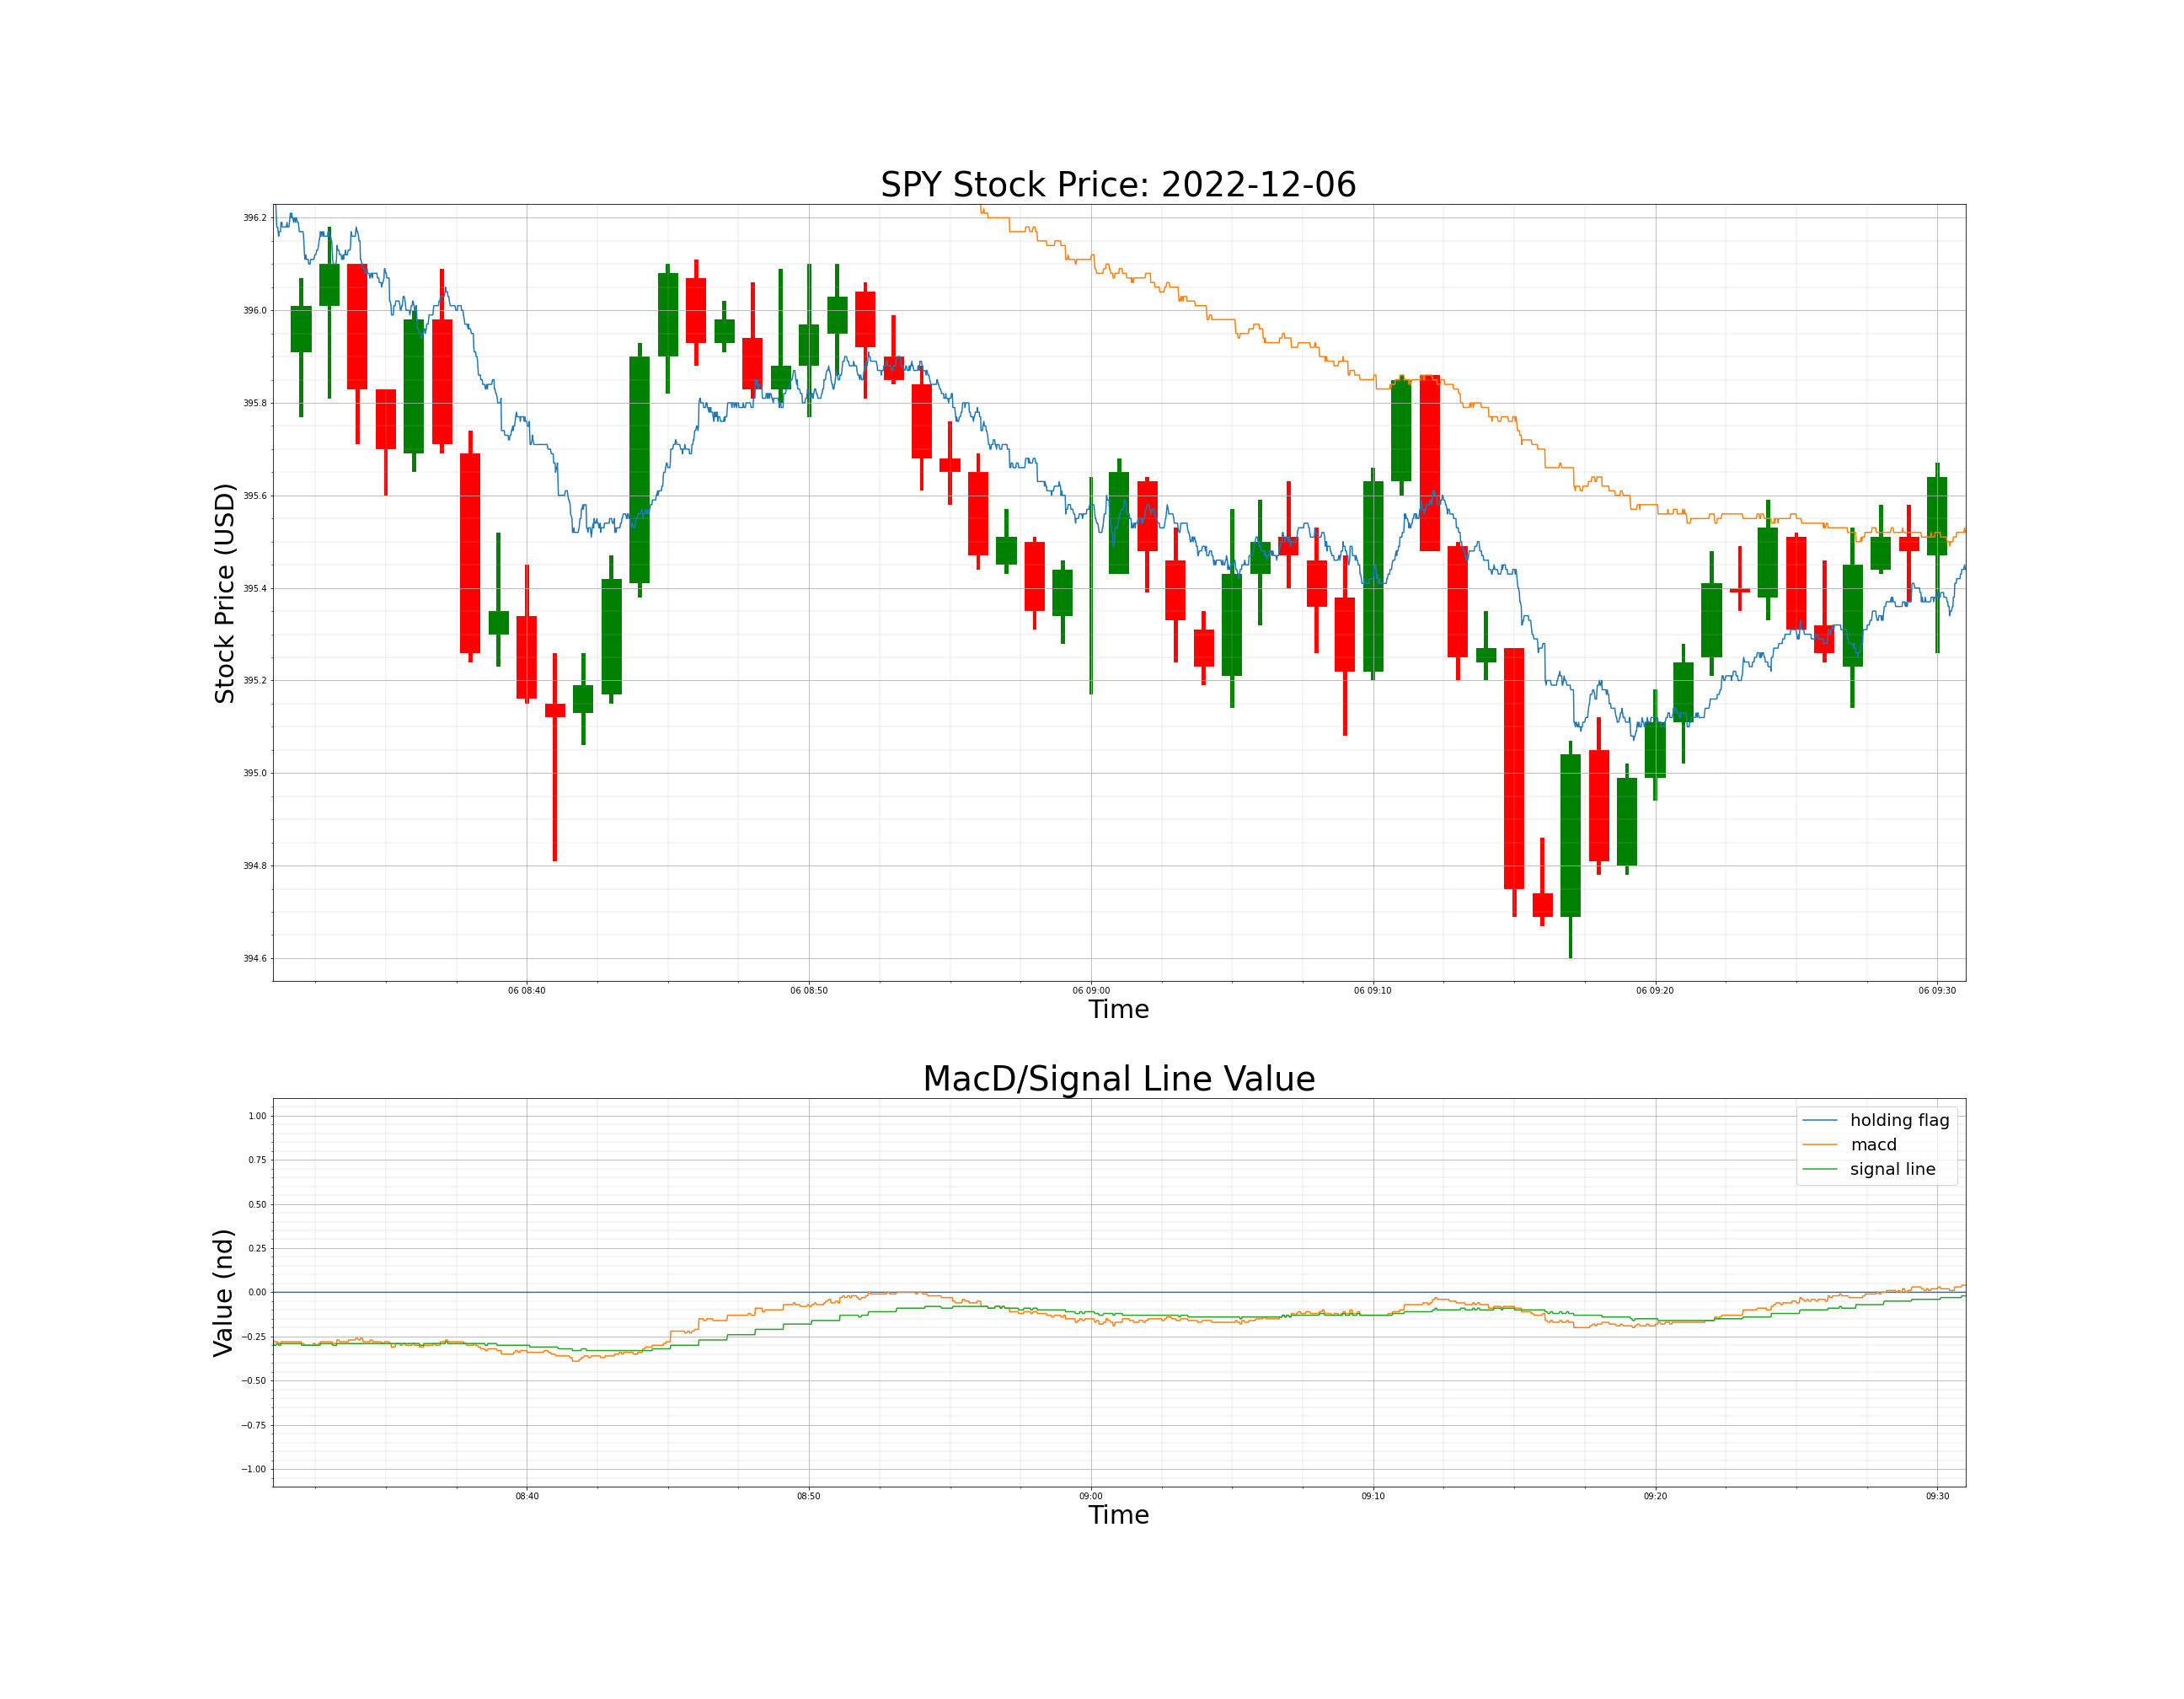 SPY Stock Price: 2022-12-06
Stock Price (USD)
396.2
396.0
395.8
395.6
395.4
395.2
395.0
394.8
394.6
06 08:40 06 08:50 06 09:00 06 09:10 06 09:20 06 09:30
Time
MacD/Signal Line Value
Value (nd)
1.00
0.75
0.50
0.25
0.00
−0.25
−0.50
−0.75
−1.00
holding flag
macd
signal line
08:40 08:50 09:00 09:10 09:20 09:30
Time